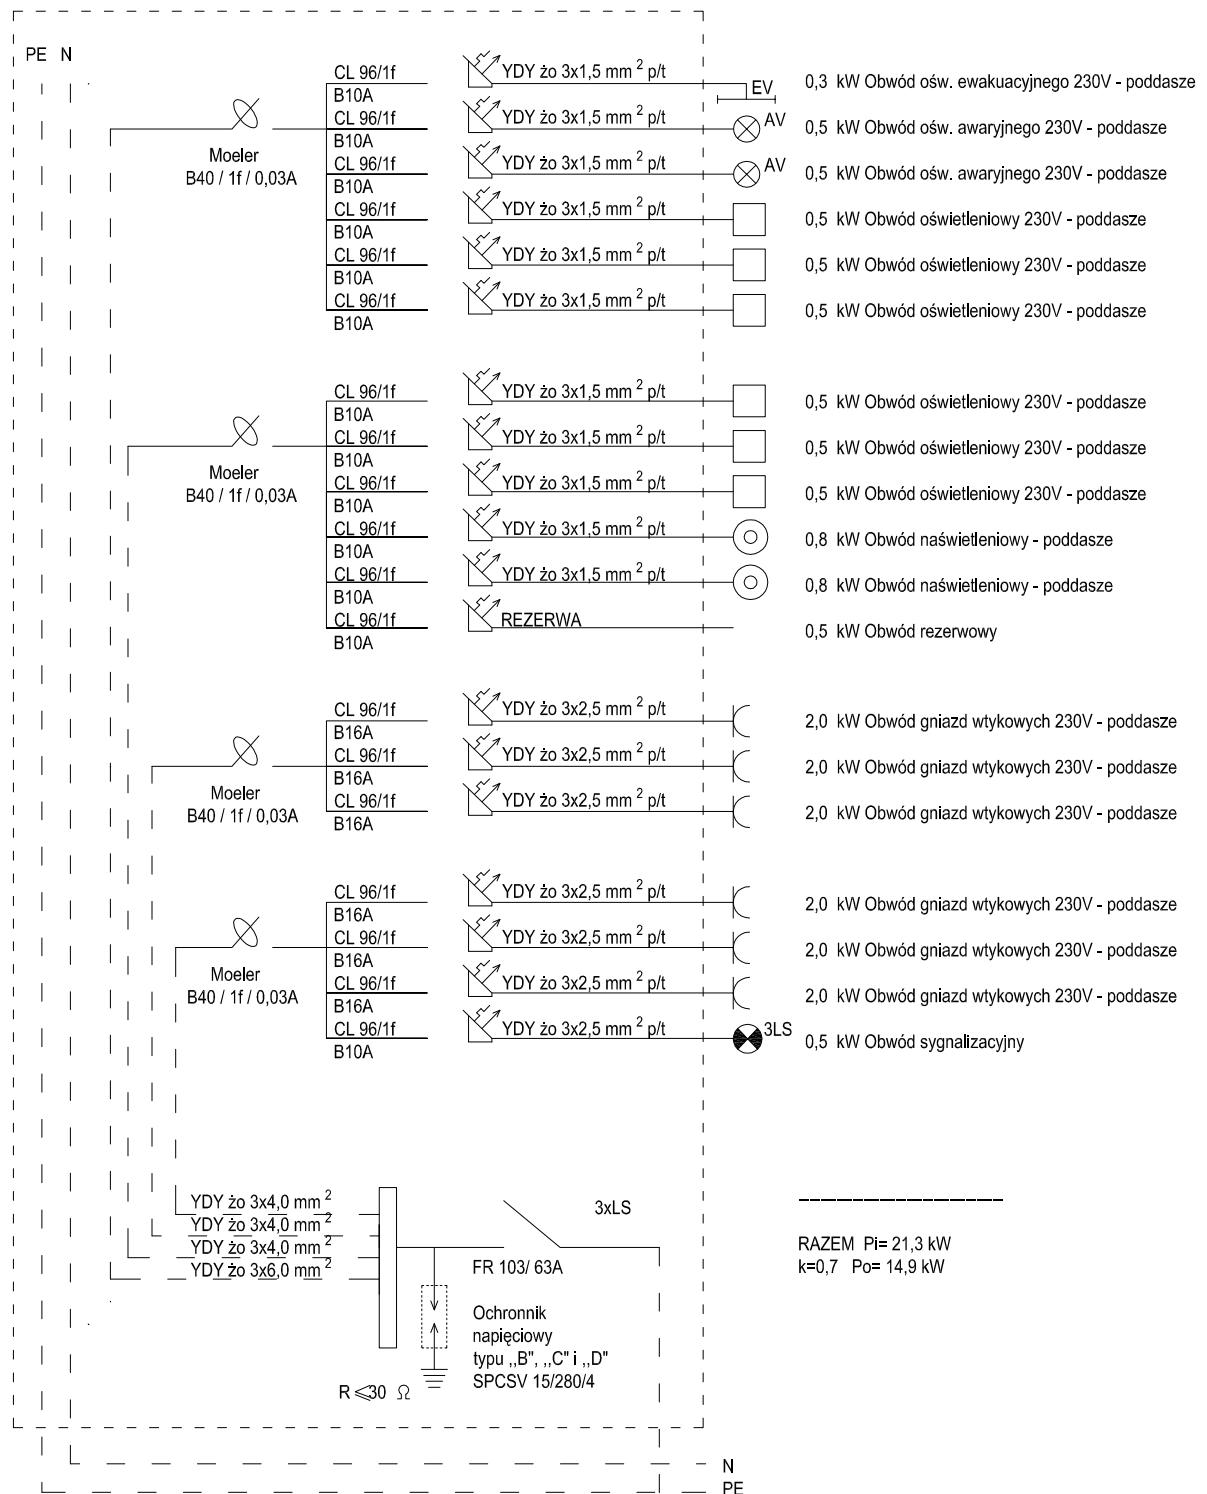 PE N
CL 96/1f YDY żo 3x1,5 mm 2 p/t EV 0,3 kW Obwód ośw. ewakuacyjnego 230V - poddasze
B10A
CL 96/1f YDY żo 3x1,5 mm 2 p/t AV 0,5 kW Obwód ośw. awaryjnego 230V - poddasze
B10A
Moeler
B40 / 1f / 0,03A
CL 96/1f YDY żo 3x1,5 mm 2 p/t AV 0,5 kW Obwód ośw. awaryjnego 230V - poddasze
B10A
CL 96/1f YDY żo 3x1,5 mm 2 p/t 0,5 kW Obwód oświetleniowy 230V - poddasze
B10A
CL 96/1f YDY żo 3x1,5 mm 2 p/t 0,5 kW Obwód oświetleniowy 230V - poddasze
B10A
CL 96/1f YDY żo 3x1,5 mm 2 p/t 0,5 kW Obwód oświetleniowy 230V - poddasze
B10A
CL 96/1f YDY żo 3x1,5 mm 2 p/t 0,5 kW Obwód oświetleniowy 230V - poddasze
B10A
CL 96/1f YDY żo 3x1,5 mm 2 p/t 0,5 kW Obwód oświetleniowy 230V - poddasze
B10A
Moeler
B40 / 1f / 0,03A
CL 96/1f YDY żo 3x1,5 mm 2 p/t 0,5 kW Obwód oświetleniowy 230V - poddasze
B10A
CL 96/1f YDY żo 3x1,5 mm 2 p/t 0,8 kW Obwód naświetleniowy - poddasze
B10A
CL 96/1f YDY żo 3x1,5 mm 2 p/t 0,8 kW Obwód naświetleniowy - poddasze
B10A
CL 96/1f REZERWA 0,5 kW Obwód rezerwowy
B10A
CL 96/1f YDY żo 3x2,5 mm 2 p/t 2,0 kW Obwód gniazd wtykowych 230V - poddasze
B16A
CL 96/1f YDY żo 3x2,5 mm 2 p/t 2,0 kW Obwód gniazd wtykowych 230V - poddasze
B16A
Moeler
B40 / 1f / 0,03A
CL 96/1f YDY żo 3x2,5 mm 2 p/t 2,0 kW Obwód gniazd wtykowych 230V - poddasze
B16A
CL 96/1f YDY żo 3x2,5 mm 2 p/t 2,0 kW Obwód gniazd wtykowych 230V - poddasze
B16A
CL 96/1f YDY żo 3x2,5 mm 2 p/t 2,0 kW Obwód gniazd wtykowych 230V - poddasze
B16A
Moeler
B40 / 1f / 0,03A
CL 96/1f YDY żo 3x2,5 mm 2 p/t 2,0 kW Obwód gniazd wtykowych 230V - poddasze
B16A
CL 96/1f YDY żo 3x2,5 mm 2 p/t 3LS 0,5 kW Obwód sygnalizacyjny
B10A
YDY żo 3x4,0 mm 2
YDY żo 3x4,0 mm 2
YDY żo 3x4,0 mm 2
YDY żo 3x6,0 mm 2
3xLS
FR 103/ 63A
RAZEM Pi= 21,3 kW
k=0,7 Po= 14,9 kW
Ochronnik
napięciowy
typu ,,B", ,,C" i ,,D"
SPCSV 15/280/4
R ⩽30 Ω
N
PE